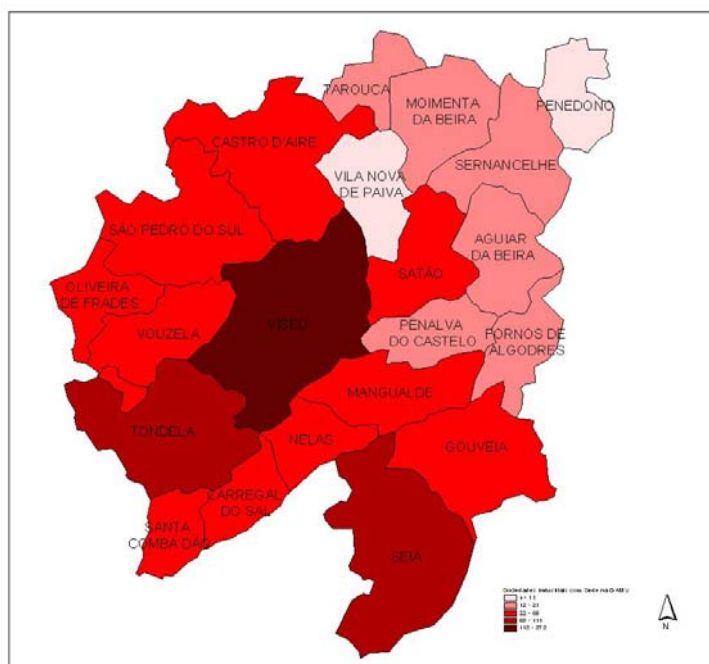 TAROUCA
MOIMENTA
DA BEIRA
PENEDONO
CASTRO D'AIRE
SERNANCELHE
VILA NOVA
DE PAIVA
SÃO PEDRO DO SUL
AGUIAR
DA BEIRA
SATÃO
OLIVEIRA
DE FRADES
VISEU
VOUZELA
PENALVA
DO CASTELO
FORNOS DE
ALGODRES
MANGUALDE
TONDELA
NELAS
GOUVEIA
CARREGAL
DO SAL
SANTA
COMBA DÃO
SEIA
12 - 21
N